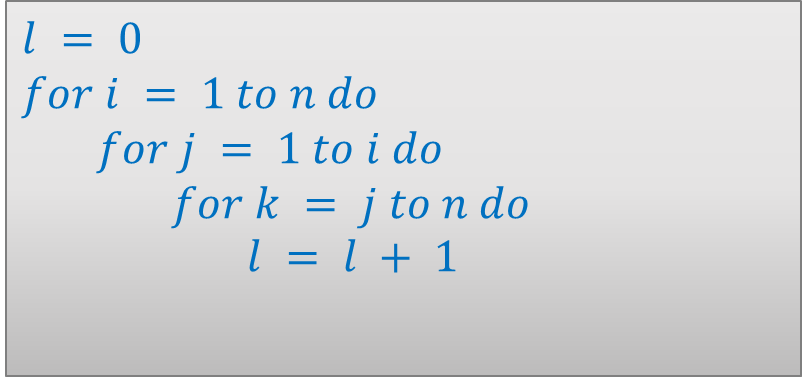 l = 0
for i = 1 to n do
for j = 1 to i do
for k = j to n do
l = l + 1